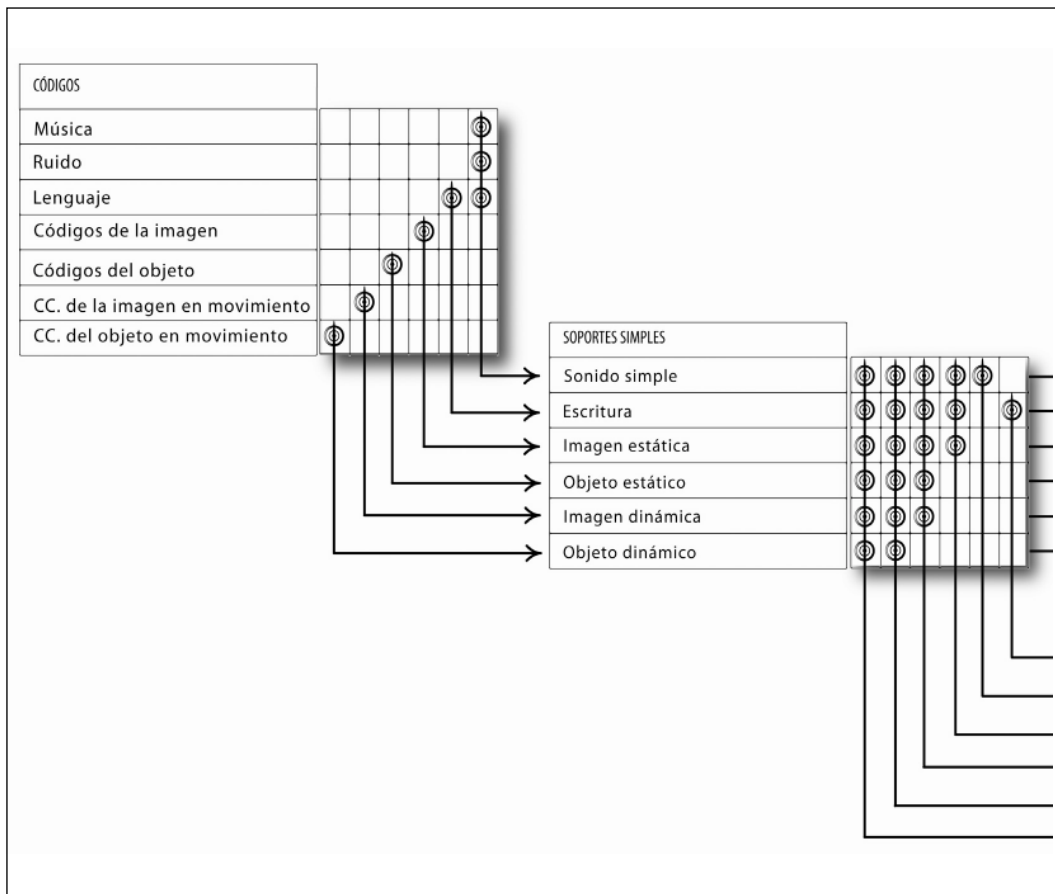 CÓDIGOS
Música
Ruido
Lenguaje
Códigos de la imagen
Códigos del objeto
CC. de la imagen en movimiento
CC. del objeto en movimiento
SOPORTES SIMPLES
Sonido simple
Escritura
Imagen estática
Objeto estático
Imagen dinámica
Objeto dinámico